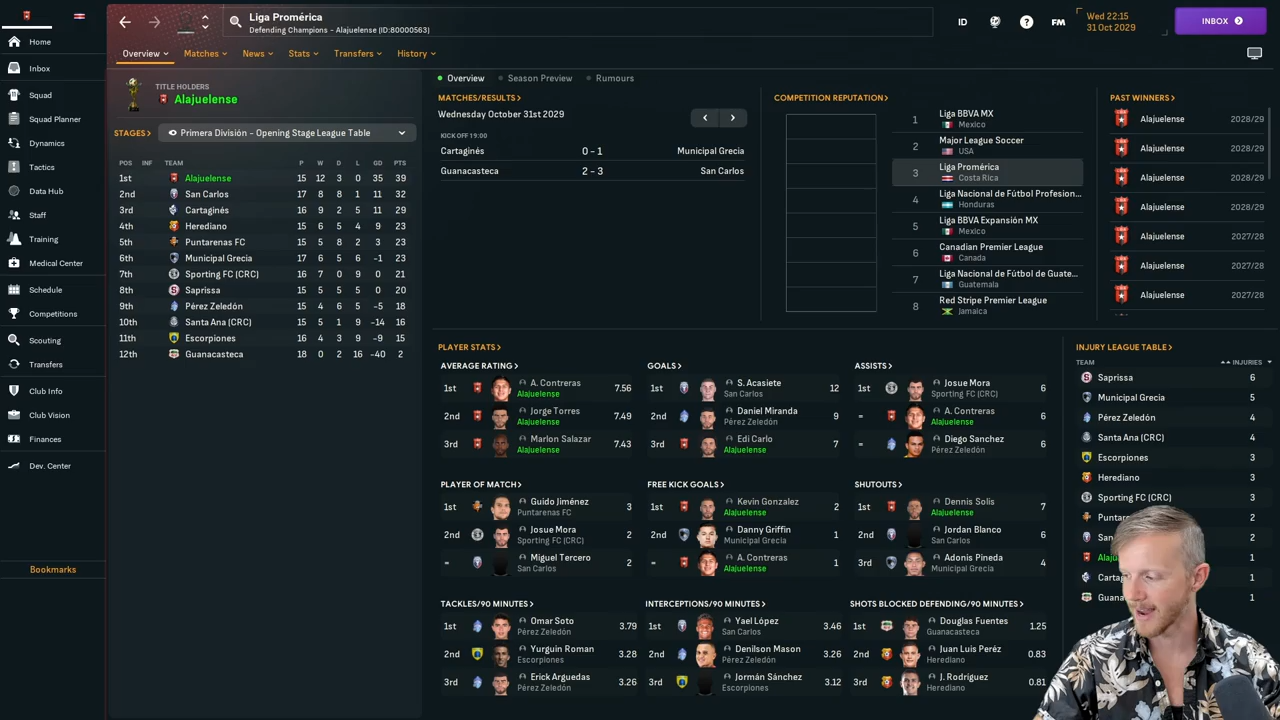 Liga Promérica
Defending Champions - Alajuelense (ID:80000563)
ID
FM
Wed 22:15
31 Oct 2029
INBOX
Home
Inbox
Squad
Squad Planner
Dynamics
Tactics
Data Hub
Staff
Training
Medical Center
Schedule
Competitions
Scouting
Transfers
Club Info
Club Vision
Finances
Dev. Center
Bookmarks
Overview Matches News Stats Transfers History
TITLE HOLDERS
Alajuelense
STAGES
Primera División - Opening Stage League Table
POS INF TEAM P W D L GD PTS
1st Alajuelense 15 12 3 0 35 39
2nd San Carlos 17 8 8 1 11 32
3rd Cartaginés 16 9 2 5 11 29
4th Herediano 15 6 5 4 9 23
5th Puntarenas FC 15 5 8 2 3 23
6th Municipal Grecia 17 6 5 6 -1 23
7th Sporting FC (CRC) 16 7 0 9 0 21
8th Saprissa 15 5 5 5 0 20
9th Pérez Zeledón 15 4 6 5 -5 18
10th Santa Ana (CRC) 15 5 1 9 -14 16
11th Escorpiones 16 4 3 9 -9 15
12th Guanacasteca 18 0 2 16 -40 2
Overview Season Preview Rumours
MATCHES/RESULTS
Wednesday October 31st 2029
KICK OFF 19:00
Cartaginés 0 - 1 Municipal Grecia
Guanacasteca 2 - 3 San Carlos
COMPETITION REPUTATION
1 Liga BBVA MX
Mexico
2 Major League Soccer
USA
3 Liga Promérica
Costa Rica
4 Liga Nacional de Fútbol Profesion...
Honduras
5 Liga BBVA Expansión MX
Mexico
6 Canadian Premier League
Canada
7 Liga Nacional de Fútbol de Guate...
Guatemala
8 Red Stripe Premier League
Jamaica
PAST WINNERS
Alajuelense 2028/29
Alajuelense 2028/29
Alajuelense 2028/29
Alajuelense 2028/29
Alajuelense 2027/28
Alajuelense 2027/28
Alajuelense 2027/28
PLAYER STATS
AVERAGE RATING
1st A. Contreras 7.56
Alajuelense
2nd Jorge Torres 7.49
Alajuelense
3rd Marlon Salazar 7.43
Alajuelense
GOALS
1st S. Acasiete 12
San Carlos
2nd Daniel Miranda 9
Pérez Zeledón
3rd Edi Carlo 7
Alajuelense
ASSISTS
1st Josue Mora 6
Sporting FC (CRC)
= A. Contreras 6
Alajuelense
= Diego Sanchez 6
Pérez Zeledón
PLAYER OF MATCH
1st Guido Jiménez 3
Puntarenas FC
2nd Josue Mora 2
Sporting FC (CRC)
= Miguel Tercero 2
San Carlos
FREE KICK GOALS
1st Kevin Gonzalez 2
Alajuelense
2nd Danny Griffin 1
Municipal Grecia
= A. Contreras 1
Alajuelense
SHUTOUTS
1st Dennis Solís 7
Alajuelense
2nd Jordan Blanco 6
San Carlos
3rd Adonis Pineda 4
Municipal Grecia
TACKLES/90 MINUTES
1st Omar Soto 3.79
Pérez Zeledón
2nd Yurguin Roman 3.28
Escorpiones
3rd Erick Arguedas 3.26
Pérez Zeledón
INTERCEPTIONS/90 MINUTES
1st Yael López 3.46
San Carlos
2nd Denilson Mason 3.26
Pérez Zeledón
3rd Jormán Sánchez 3.12
Escorpiones
SHOTS BLOCKED DEFENDING/90 MINUTES
1st Douglas Fuentes 1.25
Guanacasteca
2nd Juan Luis Peréz 0.83
Herediano
3rd J. Rodríguez 0.81
Herediano
INJURY LEAGUE TABLE
TEAM INJURIES
Saprissa 6
Municipal Grecia 5
Pérez Zeledón 4
Santa Ana (CRC) 4
Escorpiones 3
Herediano 3
Sporting FC (CRC) 3
Puntar 2
San 2
Alaju 1
Cartag 1
Guana 1